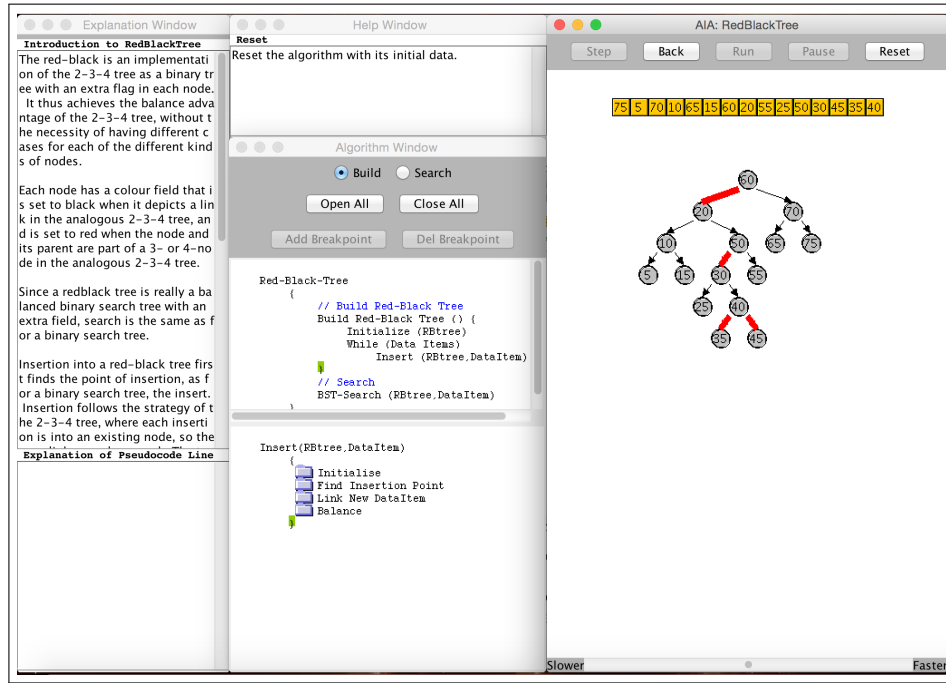 Explanation Window
Introduction to RedBlackTree
The red-black is an implementati
on of the 2-3-4 tree as a binary tr
ee with an extra flag in each node.
It thus achieves the balance adva
ntage of the 2-3-4 tree, without t
he necessity of having different c
ases for each of the different kind
s of nodes.
Each node has a colour field that i
s set to black when it depicts a lin
k in the analogous 2-3-4 tree, an
d is set to red when the node and
its parent are part of a 3- or 4-no
de in the analogous 2-3-4 tree.
Since a redblack tree is really a ba
lanced binary search tree with an
extra field, search is the same as f
or a binary search tree.
Insertion into a red-black tree firs
t finds the point of insertion, as f
or a binary search tree, the insert.
Insertion follows the strategy of t
he 2-3-4 tree, where each inserti
on is into an existing node, so the
Explanation of Pseudocode Line
Help Window
Reset
Reset the algorithm with its initial data.
Algorithm Window
Build Search
Open All Close All
Add Breakpoint Del Breakpoint
Red-Black-Tree
{
// Build Red-Black Tree
Build Red-Black Tree () {
Initialize (RBtree)
While (Data Items)
Insert (RBtree,DataItem)
}
// Search
BST-Search (RBtree,DataItem)
}
Insert(RBtree,DataItem)
{
Initialise
Find Insertion Point
Link New DataItem
Balance
}
AIA: RedBlackTree
Step Back Run Pause Reset
75 5 70 10 65 15 60 20 55 25 50 30 45 35 40
60
20 70
10 50 65 75
5 15 30 55
25 40
35 45
Slower Faster